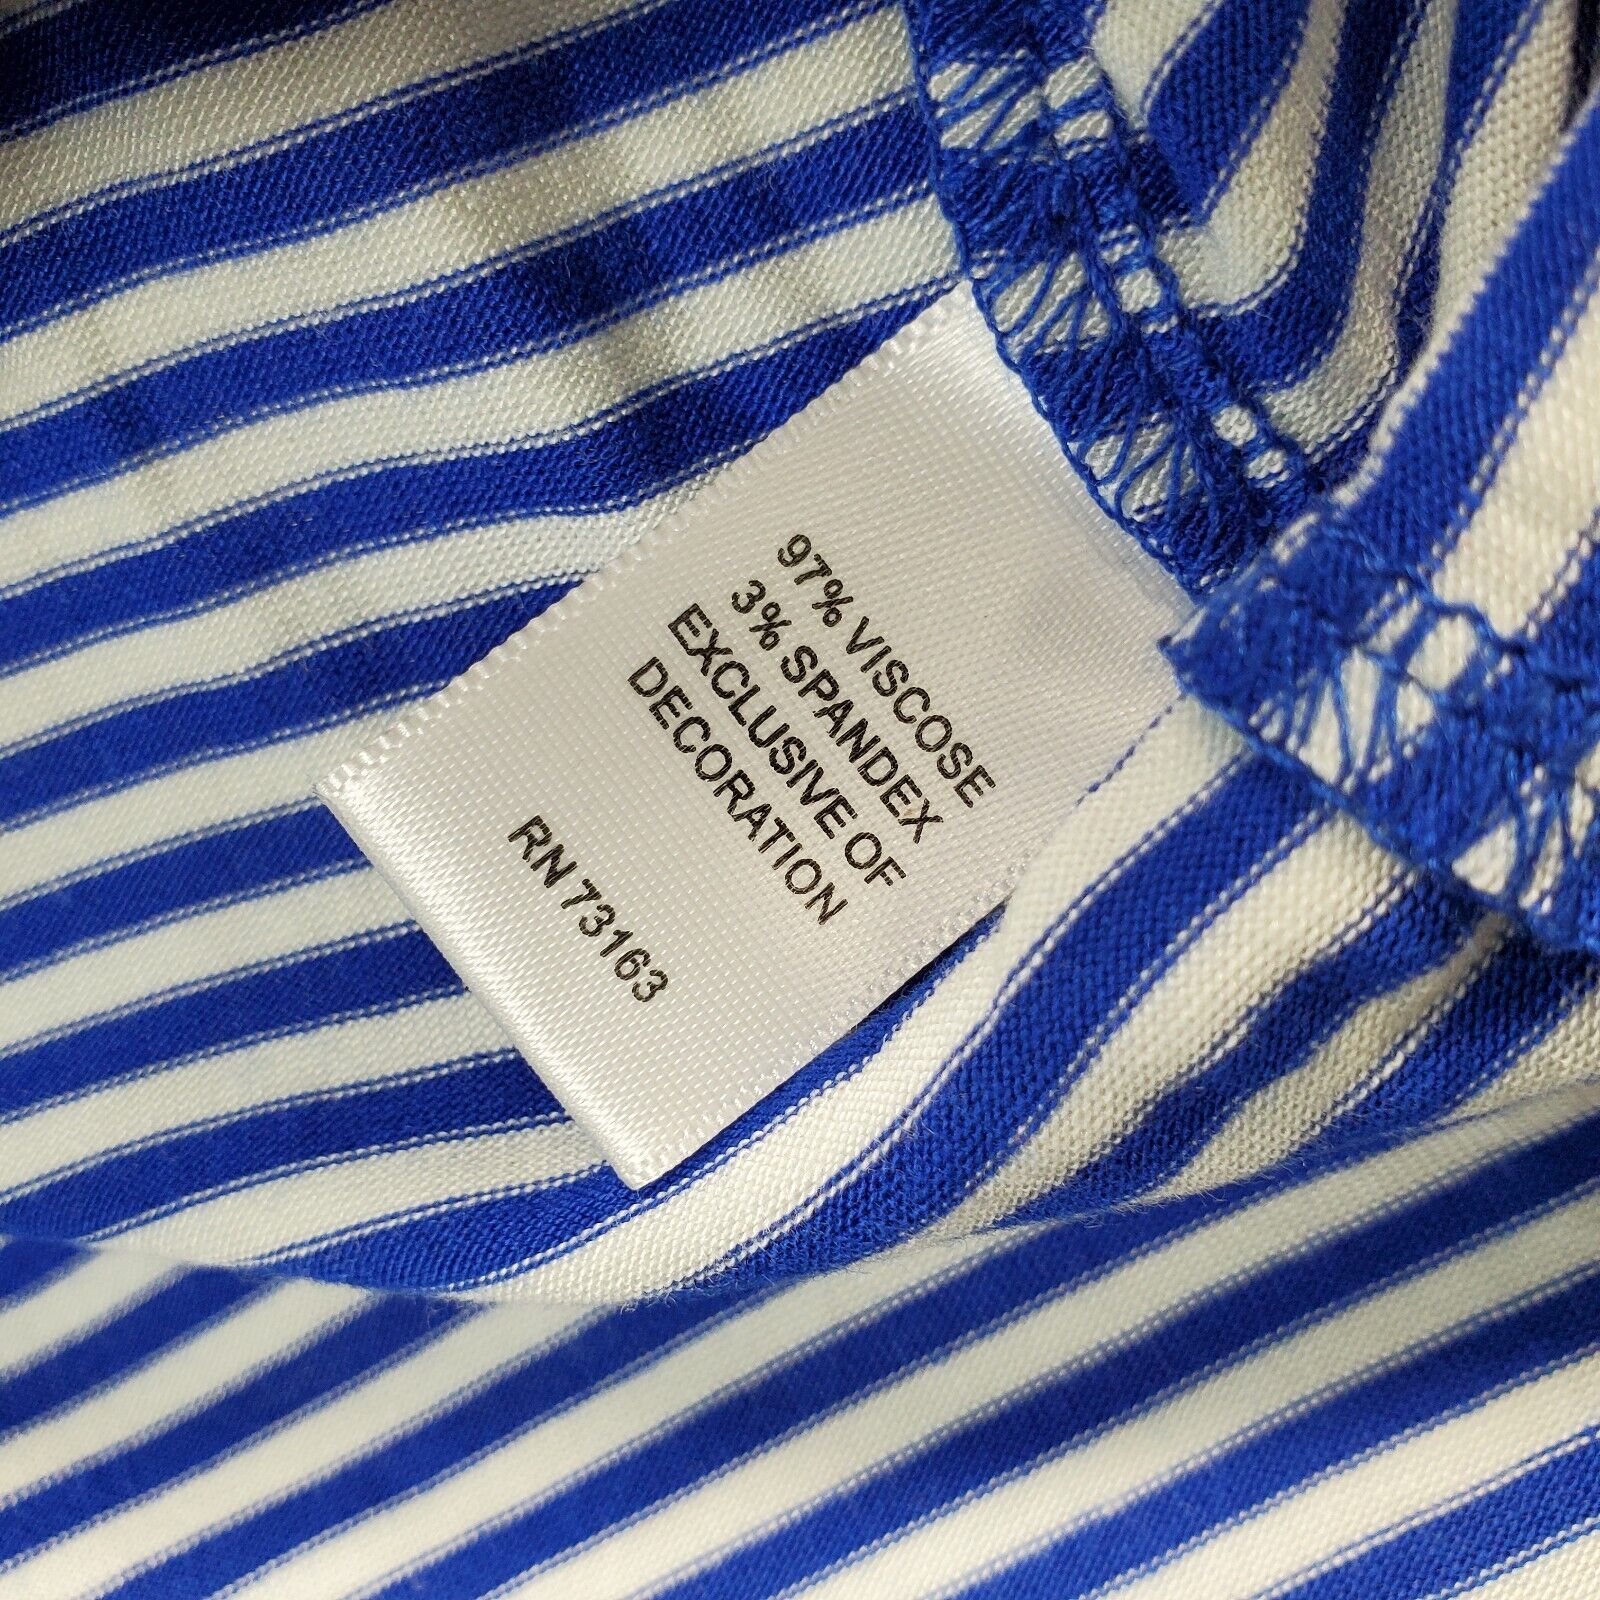 97% VISCOSE
3% SPANDEX
EXCLUSIVE OF
DECORATION
RN 73163